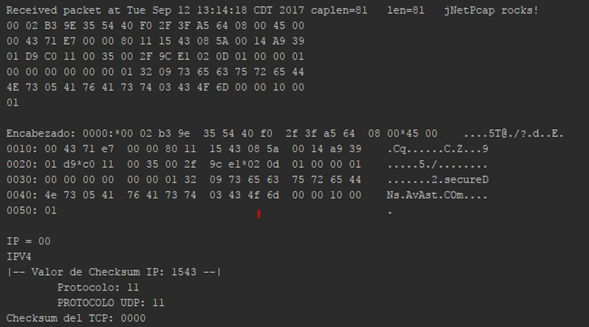 Received packet at Tue Sep 12 13:14:18 CDT 2017 caplen=81 len=81 jNetPcap rocks!
00 02 B3 9E 35 54 40 F0 2F 3F A5 64 08 00 45 00
00 43 71 E7 00 00 80 11 15 43 08 5A 00 14 A9 39
01 D9 C0 11 00 35 00 2F 9C E1 02 0D 01 00 00 01
00 00 00 00 00 00 01 32 09 73 65 63 75 72 65 44
4E 73 05 41 76 41 73 74 03 43 4F 6D 00 00 10 00
01
Encabezado: 0000:*00 02 b3 9e 35 54 40 f0 2f 3f a5 64 08 00*45 00 ....5T@./?.d..E.
0010: 00 43 71 e7 00 00 80 11 15 43 08 5a 00 14 a9 39 .Cq......C.Z...9
0020: 01 d9*c0 11 00 35 00 2f 9c e1*02 0d 01 00 00 01 .....5./........
0030: 00 00 00 00 00 00 01 32 09 73 65 63 75 72 65 44 .......2.secureD
0040: 4e 73 05 41 76 41 73 74 03 43 4f 6d 00 00 10 00 Ns.AvAst.COm....
0050: 01 .
IP = 00
IPV4
|-- Valor de Checksum IP: 1543 --|
Protocolo: 11
PROTOCOLO UDP: 11
Checksum del TCP: 0000